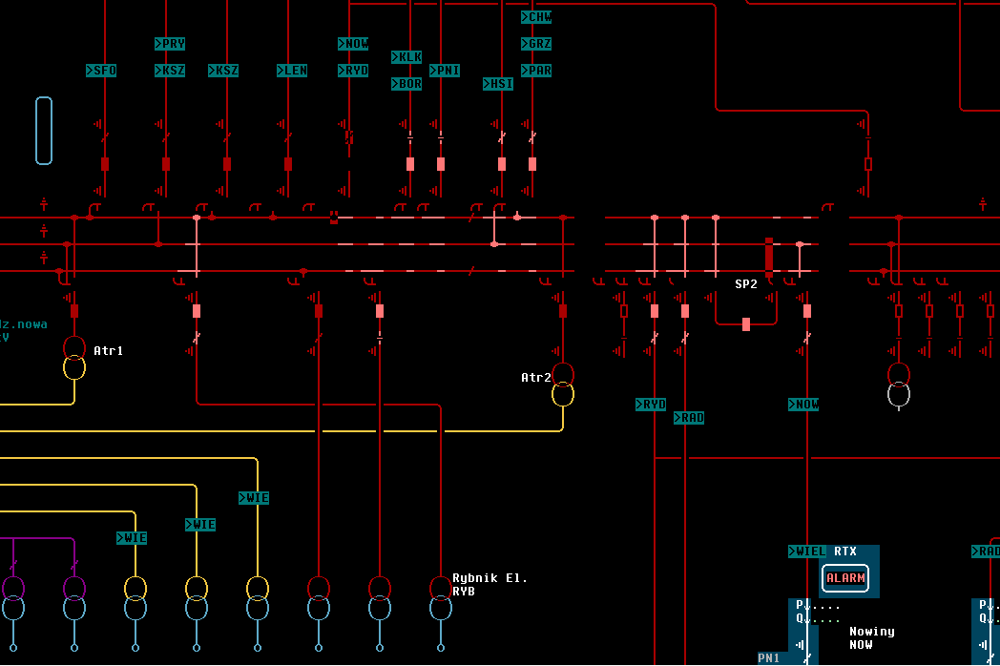 >CHW
>PRY
>NOW
>GRZ
>KLK
>SFO
>KSZ
>KSZ
>LEN
>RYD
>PNI
>PAR
>BOR
>HSI
SP2
dz.nowa
Atr1
Atr2
>RYD
>NOW
>RAD
>WIE
>WIE
>WIE
>WIEL
RTX
>RAD
ALARM
Rybnik El.
RYB
P
P
Q
Q
Nowiny
NOW
PN1